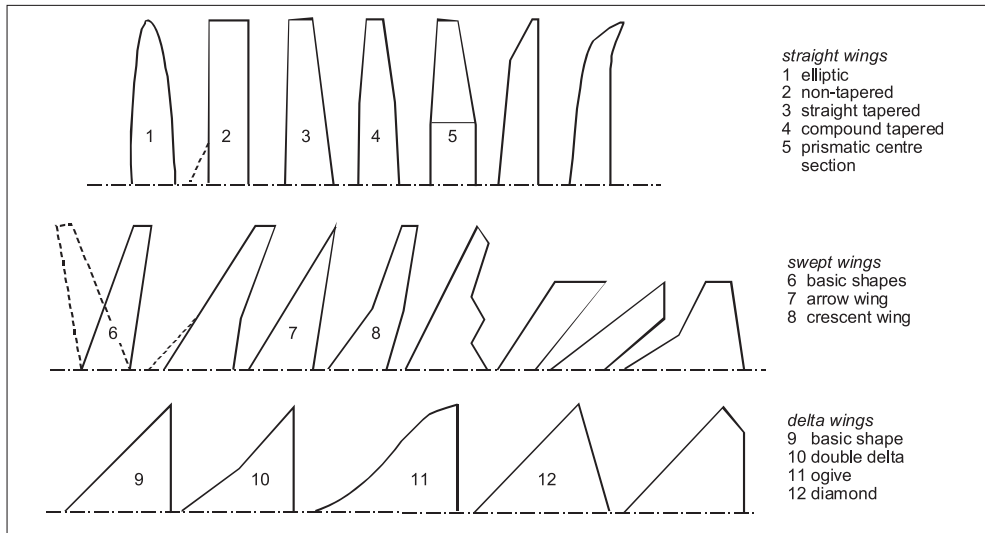 1 2 3 4 5
straight wings
1 elliptic
2 non-tapered
3 straight tapered
4 compound tapered
5 prismatic centre
section
6 7 8
swept wings
6 basic shapes
7 arrow wing
8 crescent wing
9 10 11 12
delta wings
9 basic shape
10 double delta
11 ogive
12 diamond